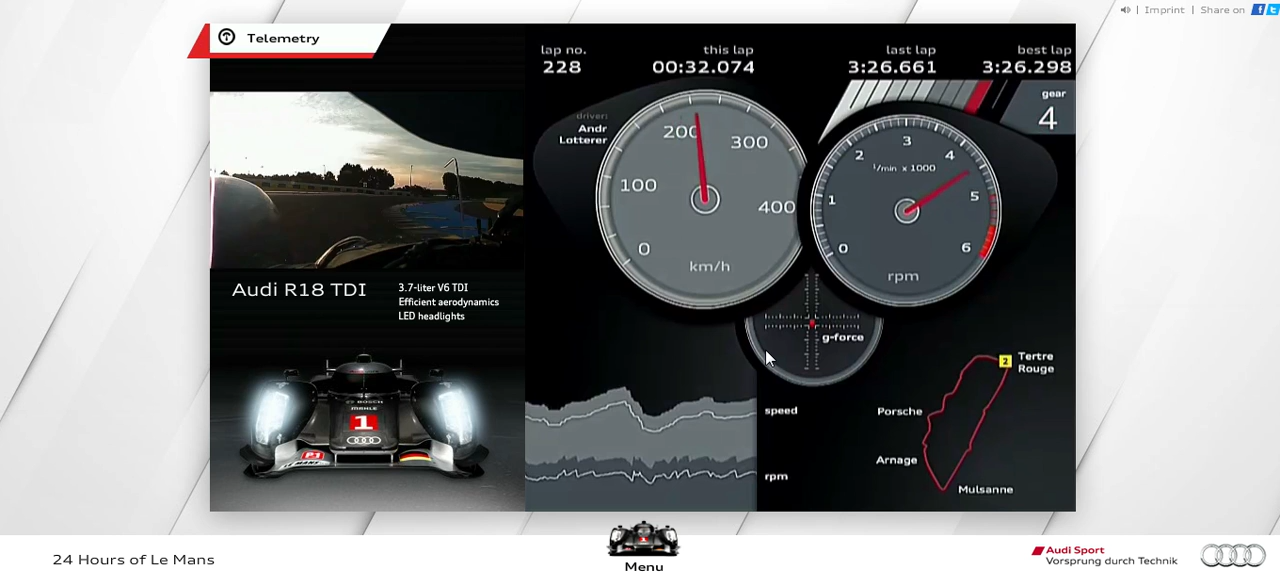 Imprint | Share on
Telemetry
lap no. this lap last lap best lap
228 00:32.074 3:26.661 3:26.298
gear
4
driver:
Andr
Lotterer
0 100 200 300 400
km/h
0 1 2 3 4 5 6
1/min x 1000
rpm
g-force
Audi R18 TDI
3.7-liter V6 TDI
Efficient aerodynamics
LED headlights
BOSCH
MAHLE
1
speed
rpm
2
Tertre
Rouge
Porsche
Arnage
Mulsanne
24 Hours of Le Mans
Menu
Audi Sport
Vorsprung durch Technik